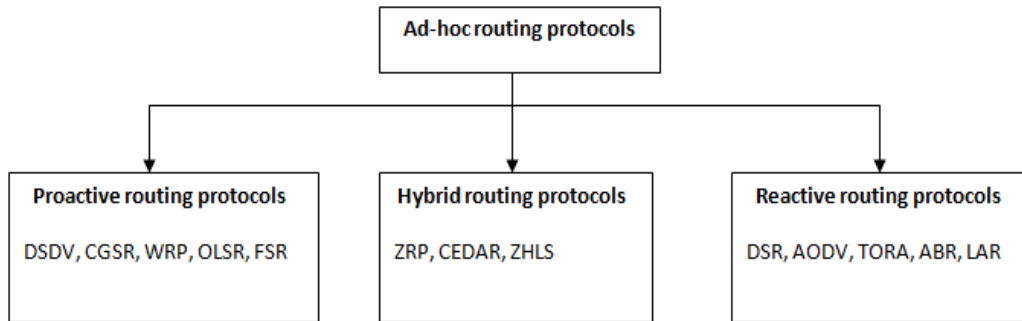 Ad-hoc routing protocols
Proactive routing protocols
DSDV, CGSR, WRP, OLSR, FSR
Hybrid routing protocols
ZRP, CEDAR, ZHLS
Reactive routing protocols
DSR, AODV, TORA, ABR, LAR